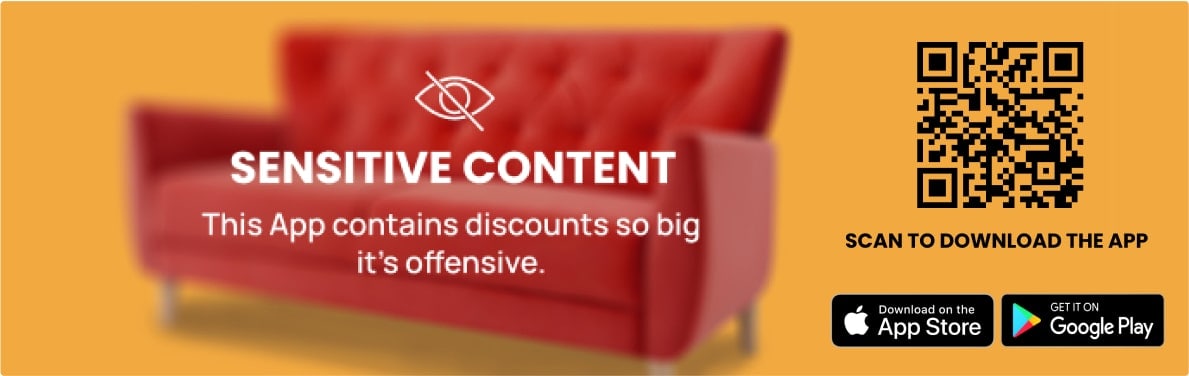 SENSITIVE CONTENT
This App contains discounts so big
it's offensive.
SCAN TO DOWNLOAD THE APP
Download on the
App Store
GET IT ON
Google Play